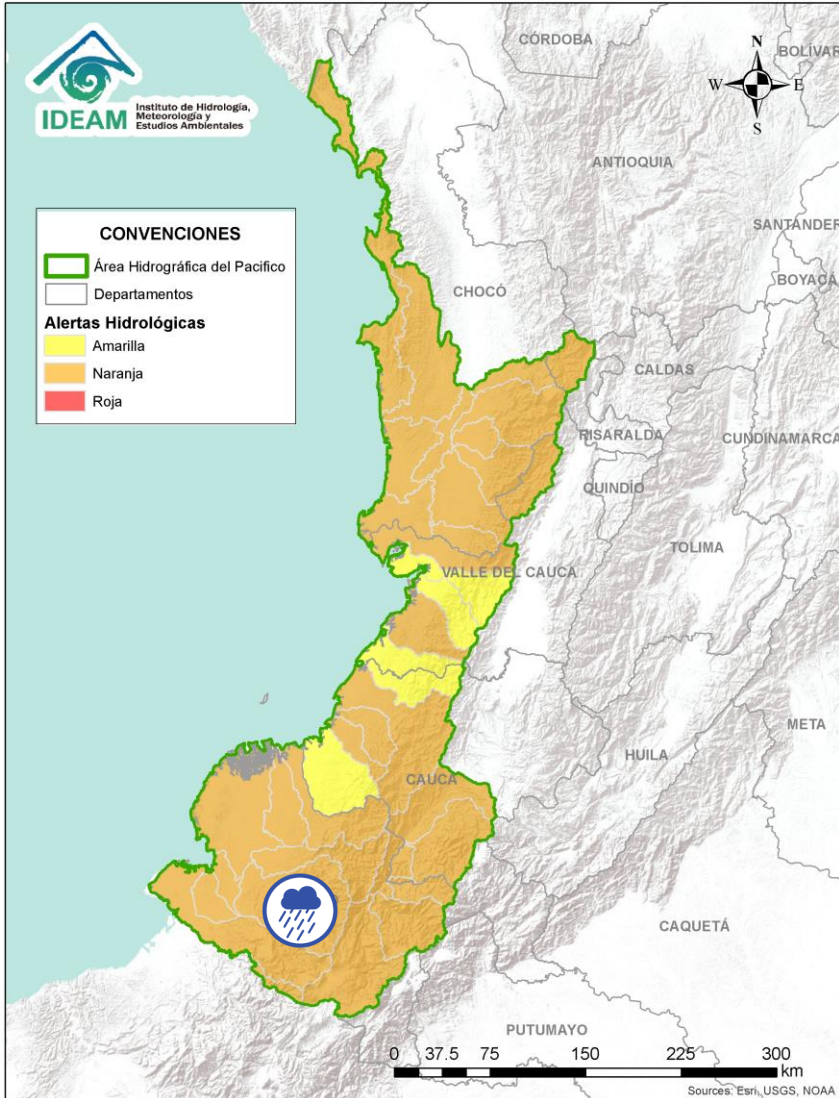 IDEAM
Instituto de Hidrología,
Meteorología y
Estudios Ambientales
N
W
E
S
CÓRDOBA
BOLÍVAR
ANTIOQUIA
SANTANDER
BOYACÁ
CHOCÓ
CONVENCIONES
Área Hidrográfica del Pacifico
Departamentos
Alertas Hidrológicas
Amarilla
Naranja
Roja
CALDAS
RISARALDA
CUNDINAMARCA
QUINDÍO
TOLIMA
VALLE DEL CAUCA
META
HUILA
CAUCA
CAQUETÁ
PUTUMAYO
0 37.5 75 150 225 300
km
Sources: Esri, USGS, NOAA